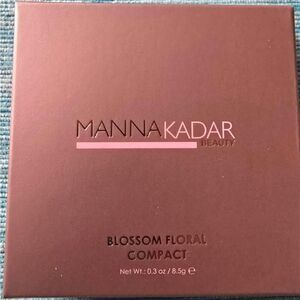 MANNAKADAR
BEAUTY
BLOSSOM FLORAL
COMPACT
Net Wt.: 0.3 oz / 8.5g ℮